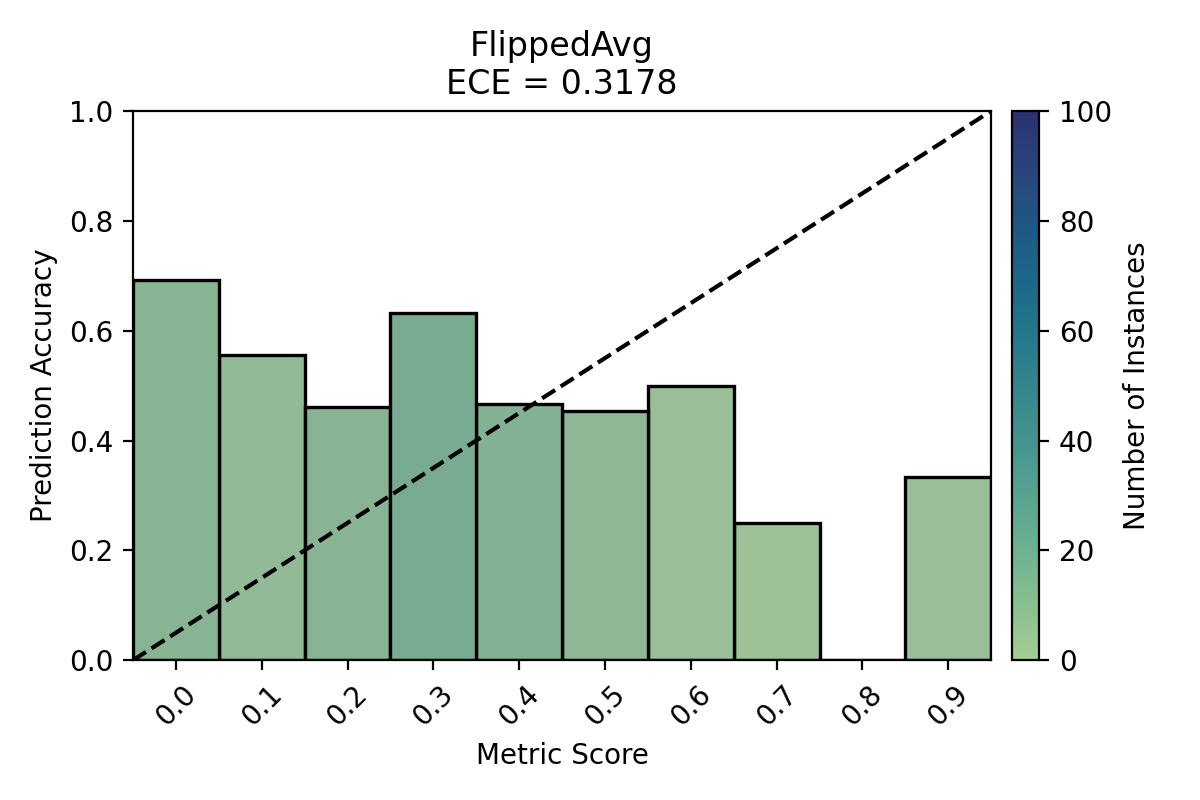 FlippedAvg
ECE = 0.3178
1.0
0.8
0.6
0.4
0.2
0.0
Prediction Accuracy
0.0 0.1 0.2 0.3 0.4 0.5 0.6 0.7 0.8 0.9
Metric Score
100
80
60
40
20
0
Number of Instances